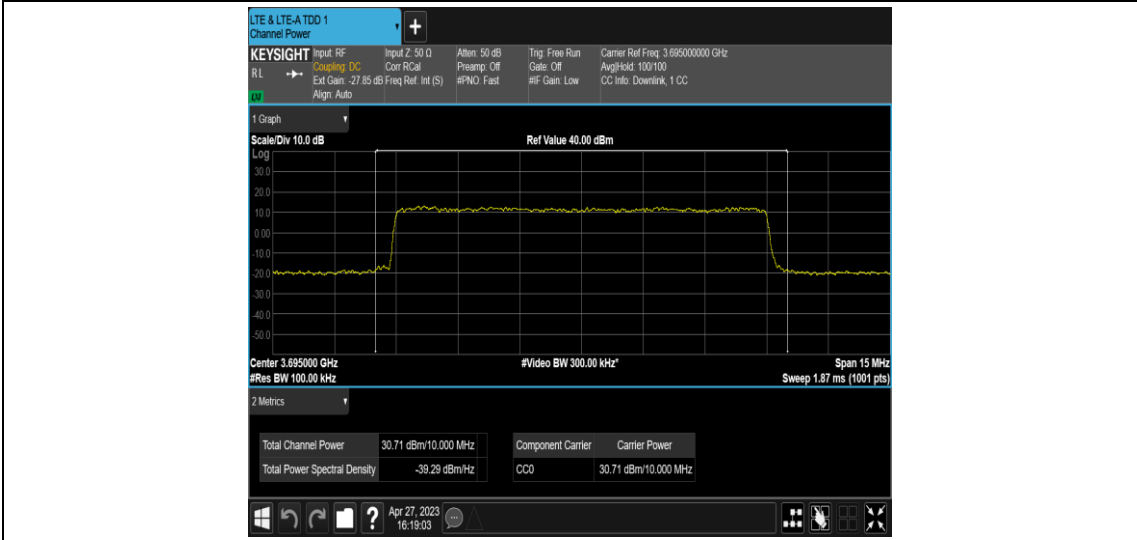 LTE & LTE-A TDD 1
Channel Power
+
KEYSIGHT
RL
LXI
Input: RF
Coupling: DC
Ext Gain: -27.85 dB
Align: Auto
Input Z: 50 Ω
Corr RCal
Freq Ref: Int (S)
Atten: 50 dB
Preamp: Off
#PNO: Fast
Trig: Free Run
Gate: Off
#IF Gain: Low
Carrier Ref Freq: 3.695000000 GHz
Avg|Hold: 100/100
CC Info: Downlink, 1 CC
1 Graph
Scale/Div 10.0 dB
Ref Value 40.00 dBm
Log
30.0
20.0
10.0
0.00
-10.0
-20.0
-30.0
-40.0
-50.0
Center 3.695000 GHz
#Video BW 300.00 kHz*
Span 15 MHz
#Res BW 100.00 kHz
Sweep 1.87 ms (1001 pts)
2 Metrics
Total Channel Power 30.71 dBm/10.000 MHz
Total Power Spectral Density -39.29 dBm/Hz
Component Carrier Carrier Power
CC0 30.71 dBm/10.000 MHz
?
Apr 27, 2023
16:19:03